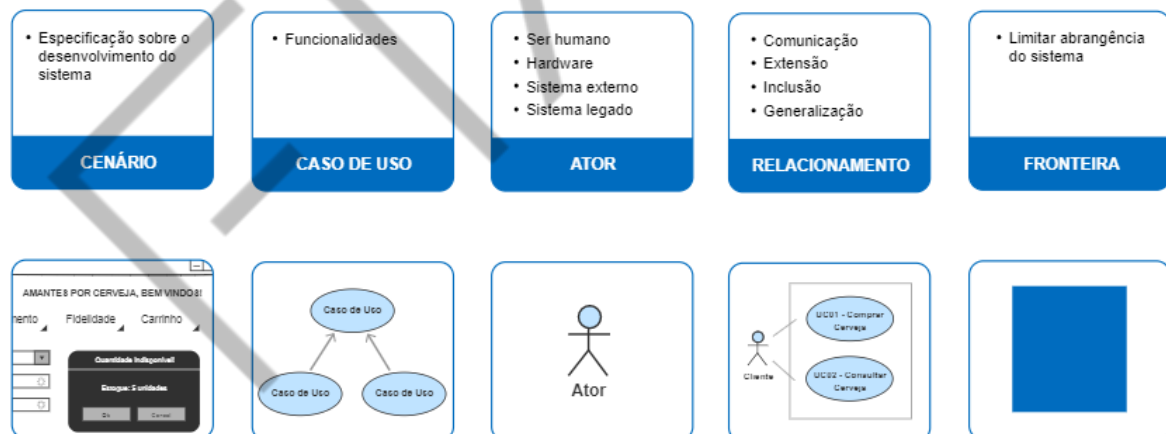 • Especificação sobre o
desenvolvimento do
sistema
CENÁRIO
• Funcionalidades
CASO DE USO
• Ser humano
• Hardware
• Sistema externo
• Sistema legado
ATOR
• Comunicação
• Extensão
• Inclusão
• Generalização
RELACIONAMENTO
• Limitar abrangência
do sistema
FRONTEIRA
AMANTES POR CERVEJA, BEM VINDOS!
Fidelidade
Carrinho
Quantidade Indisponível!
Estoque: 5 unidades
Ok
Cancel
Caso de Uso
Caso de Uso
Caso de Uso
Ator
Cliente
UC01 - Comprar
Cerveja
UC02 - Consultar
Cerveja